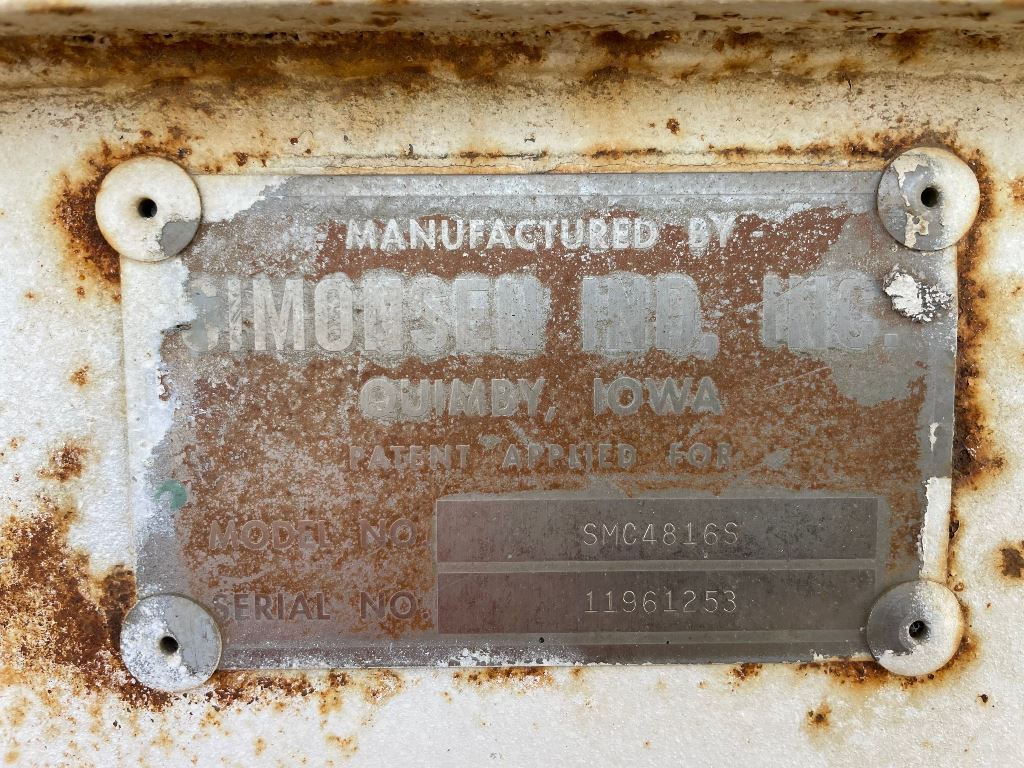 MANUFACTURED BY
SIMONSEN IND, INC.
QUIMBY, IOWA
PATENT APPLIED FOR
MODEL NO SMC4816S
SERIAL NO 11961253